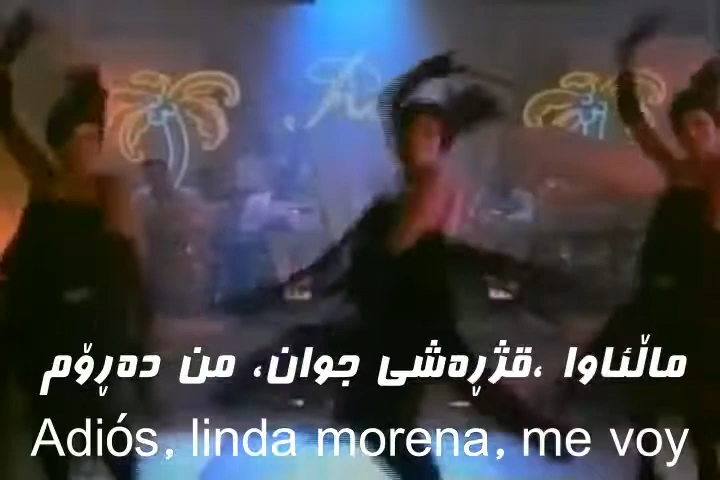 ماڵئاوا ،قژڕەشی جوان، من دەڕۆم
Adiós, linda morena, me voy